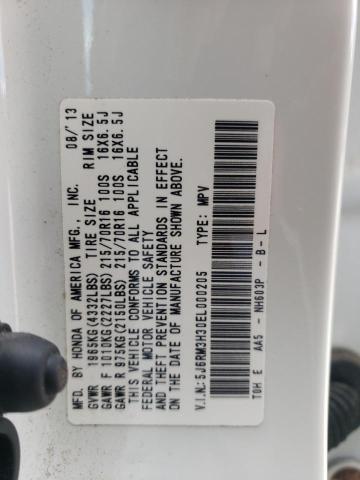 MFD. BY HONDA OF AMERICA MFG., INC. 08/'13
GVWR 1965KG(4332LBS) TIRE SIZE RIM SIZE
GAWR F 1010KG(2227LBS) 215/70R16 100S 16X6.5J
GAWR R 975KG(2150LBS) 215/70R16 100S 16X6.5J
THIS VEHICLE CONFORMS TO ALL APPLICABLE
FEDERAL MOTOR VEHICLE SAFETY
AND THEFT PREVENTION STANDARDS IN EFFECT
ON THE DATE OF MANUFACTURE SHOWN ABOVE.
V.I.N.:5J6RM3H30EL000205 TYPE: MPV
T0H E AA5 - NH603P - B - L